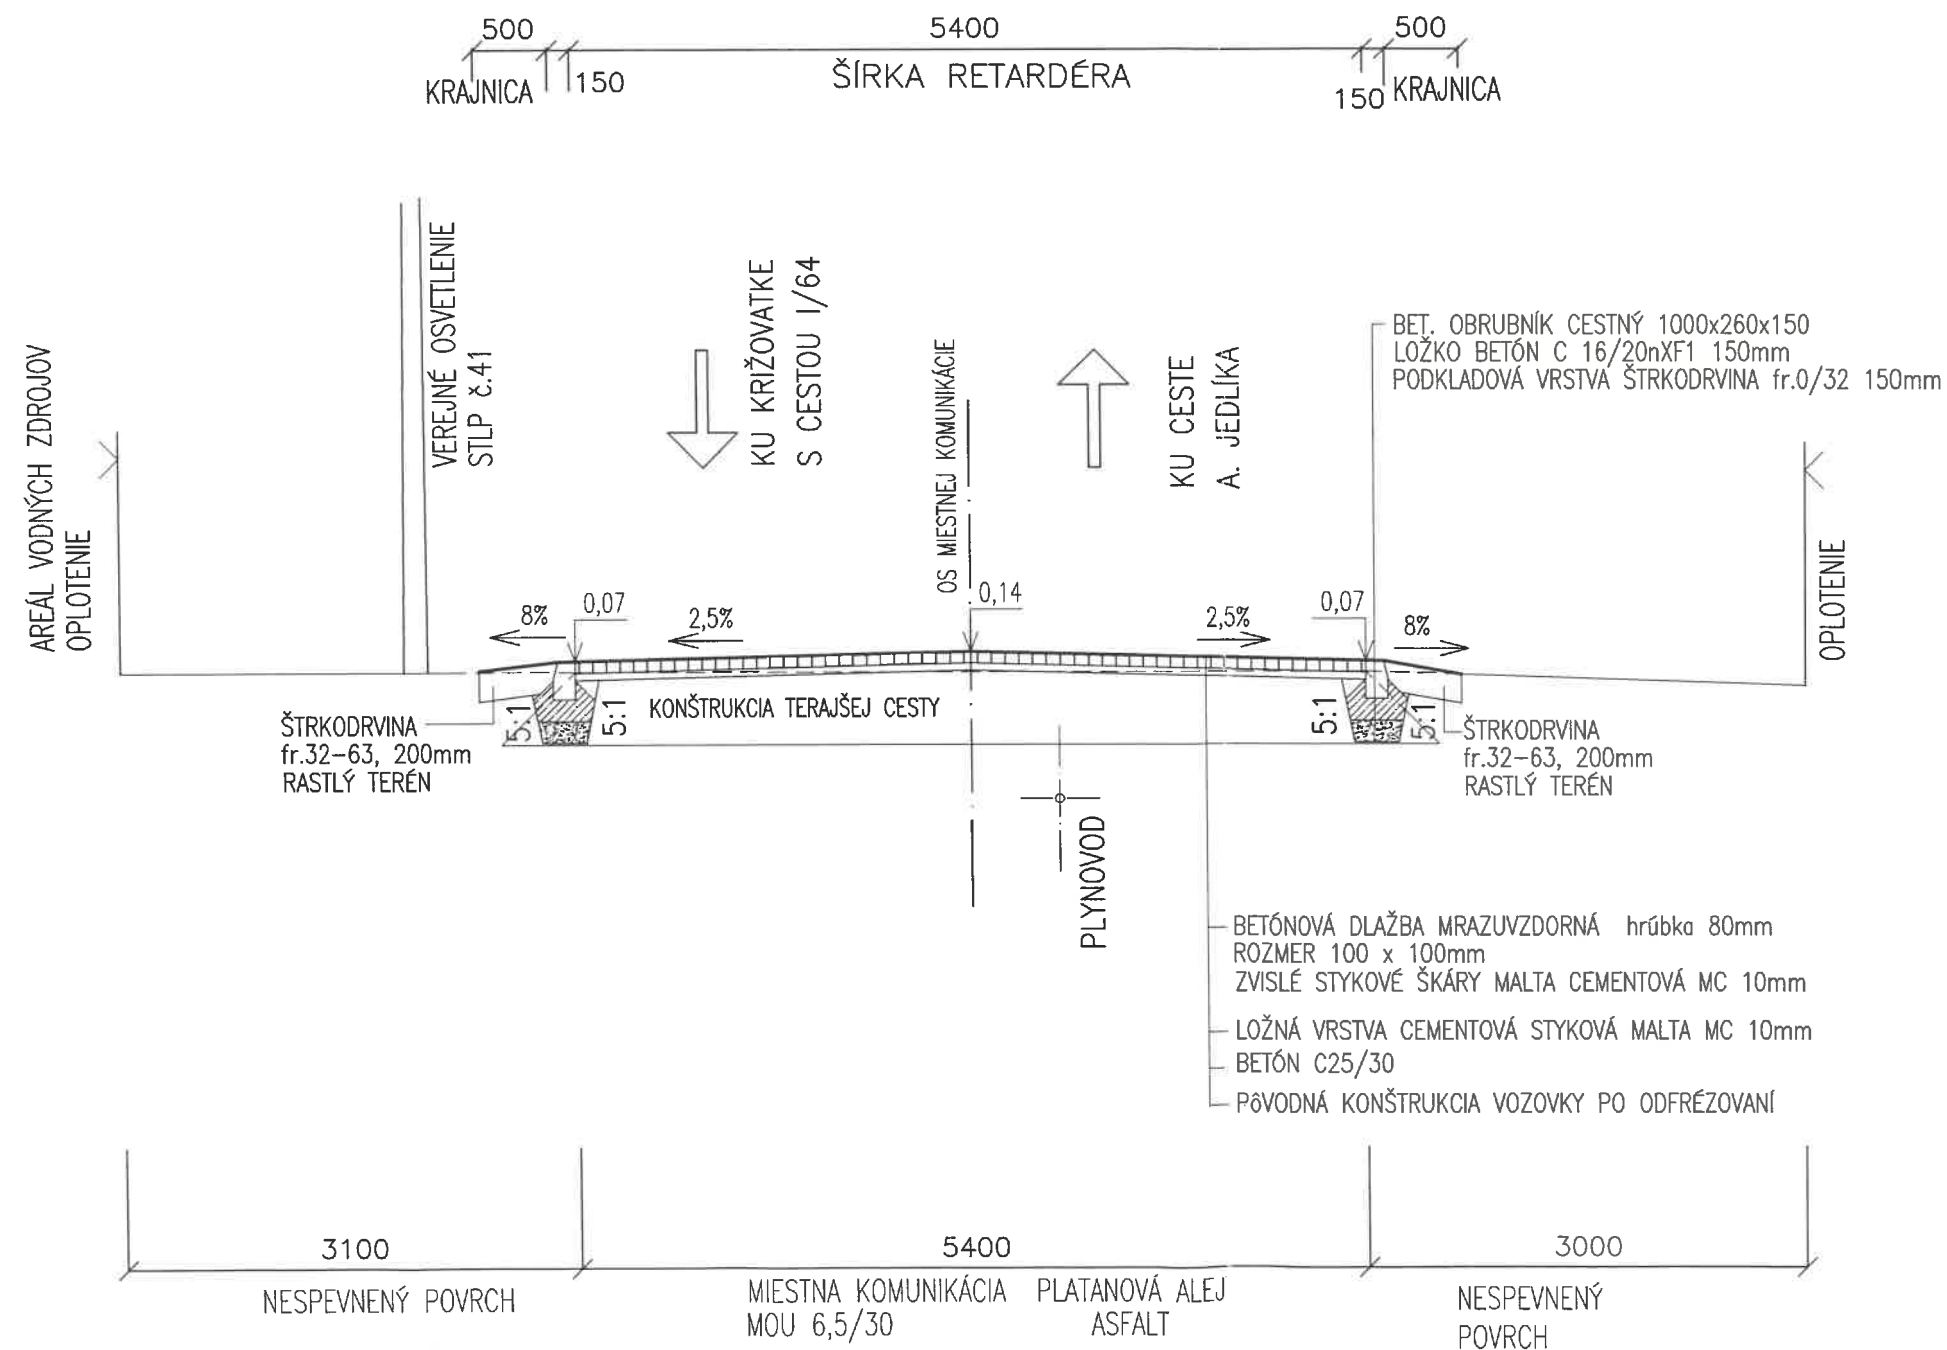 500
5400
500
KRAJNICA
150
ŠÍRKA RETARDÉRA
150
KRAJNICA
AREÁL VODNÝCH ZDROJOV
OPLOTENIE
VEREJNÉ OSVETLENIE
STLP č.41
KU KRIŽOVATKE
S CESTOU I/64
OS MIESTNEJ KOMUNIKÁCIE
KU CESTE
A. JEDLÍKA
BET. OBRUBNÍK CESTNÝ 1000x260x150
LOŽKO BETÓN C 16/20nXF1 150mm
PODKLADOVÁ VRSTVA ŠTRKODRVINA fr.0/32 150mm
OPLOTENIE
8%
0,07
2,5%
0,14
2,5%
0,07
8%
5:1
5:1
KONŠTRUKCIA TERAJŠEJ CESTY
5:1
5:1
ŠTRKODRVINA
fr.32-63, 200mm
RASTLÝ TERÉN
ŠTRKODRVINA
fr.32-63, 200mm
RASTLÝ TERÉN
PLYNOVOD
BETÓNOVÁ DLAŽBA MRAZUVZDORNÁ hrúbka 80mm
ROZMER 100 x 100mm
ZVISLÉ STYKOVÉ ŠKÁRY MALTA CEMENTOVÁ MC 10mm
LOŽNÁ VRSTVA CEMENTOVÁ STYKOVÁ MALTA MC 10mm
BETÓN C25/30
PôVODNÁ KONŠTRUKCIA VOZOVKY PO ODFRÉZOVANÍ
3100
5400
3000
NESPEVNENÝ POVRCH
MIESTNA KOMUNIKÁCIA PLATANOVÁ ALEJ
MOU 6,5/30 ASFALT
NESPEVNENÝ
POVRCH